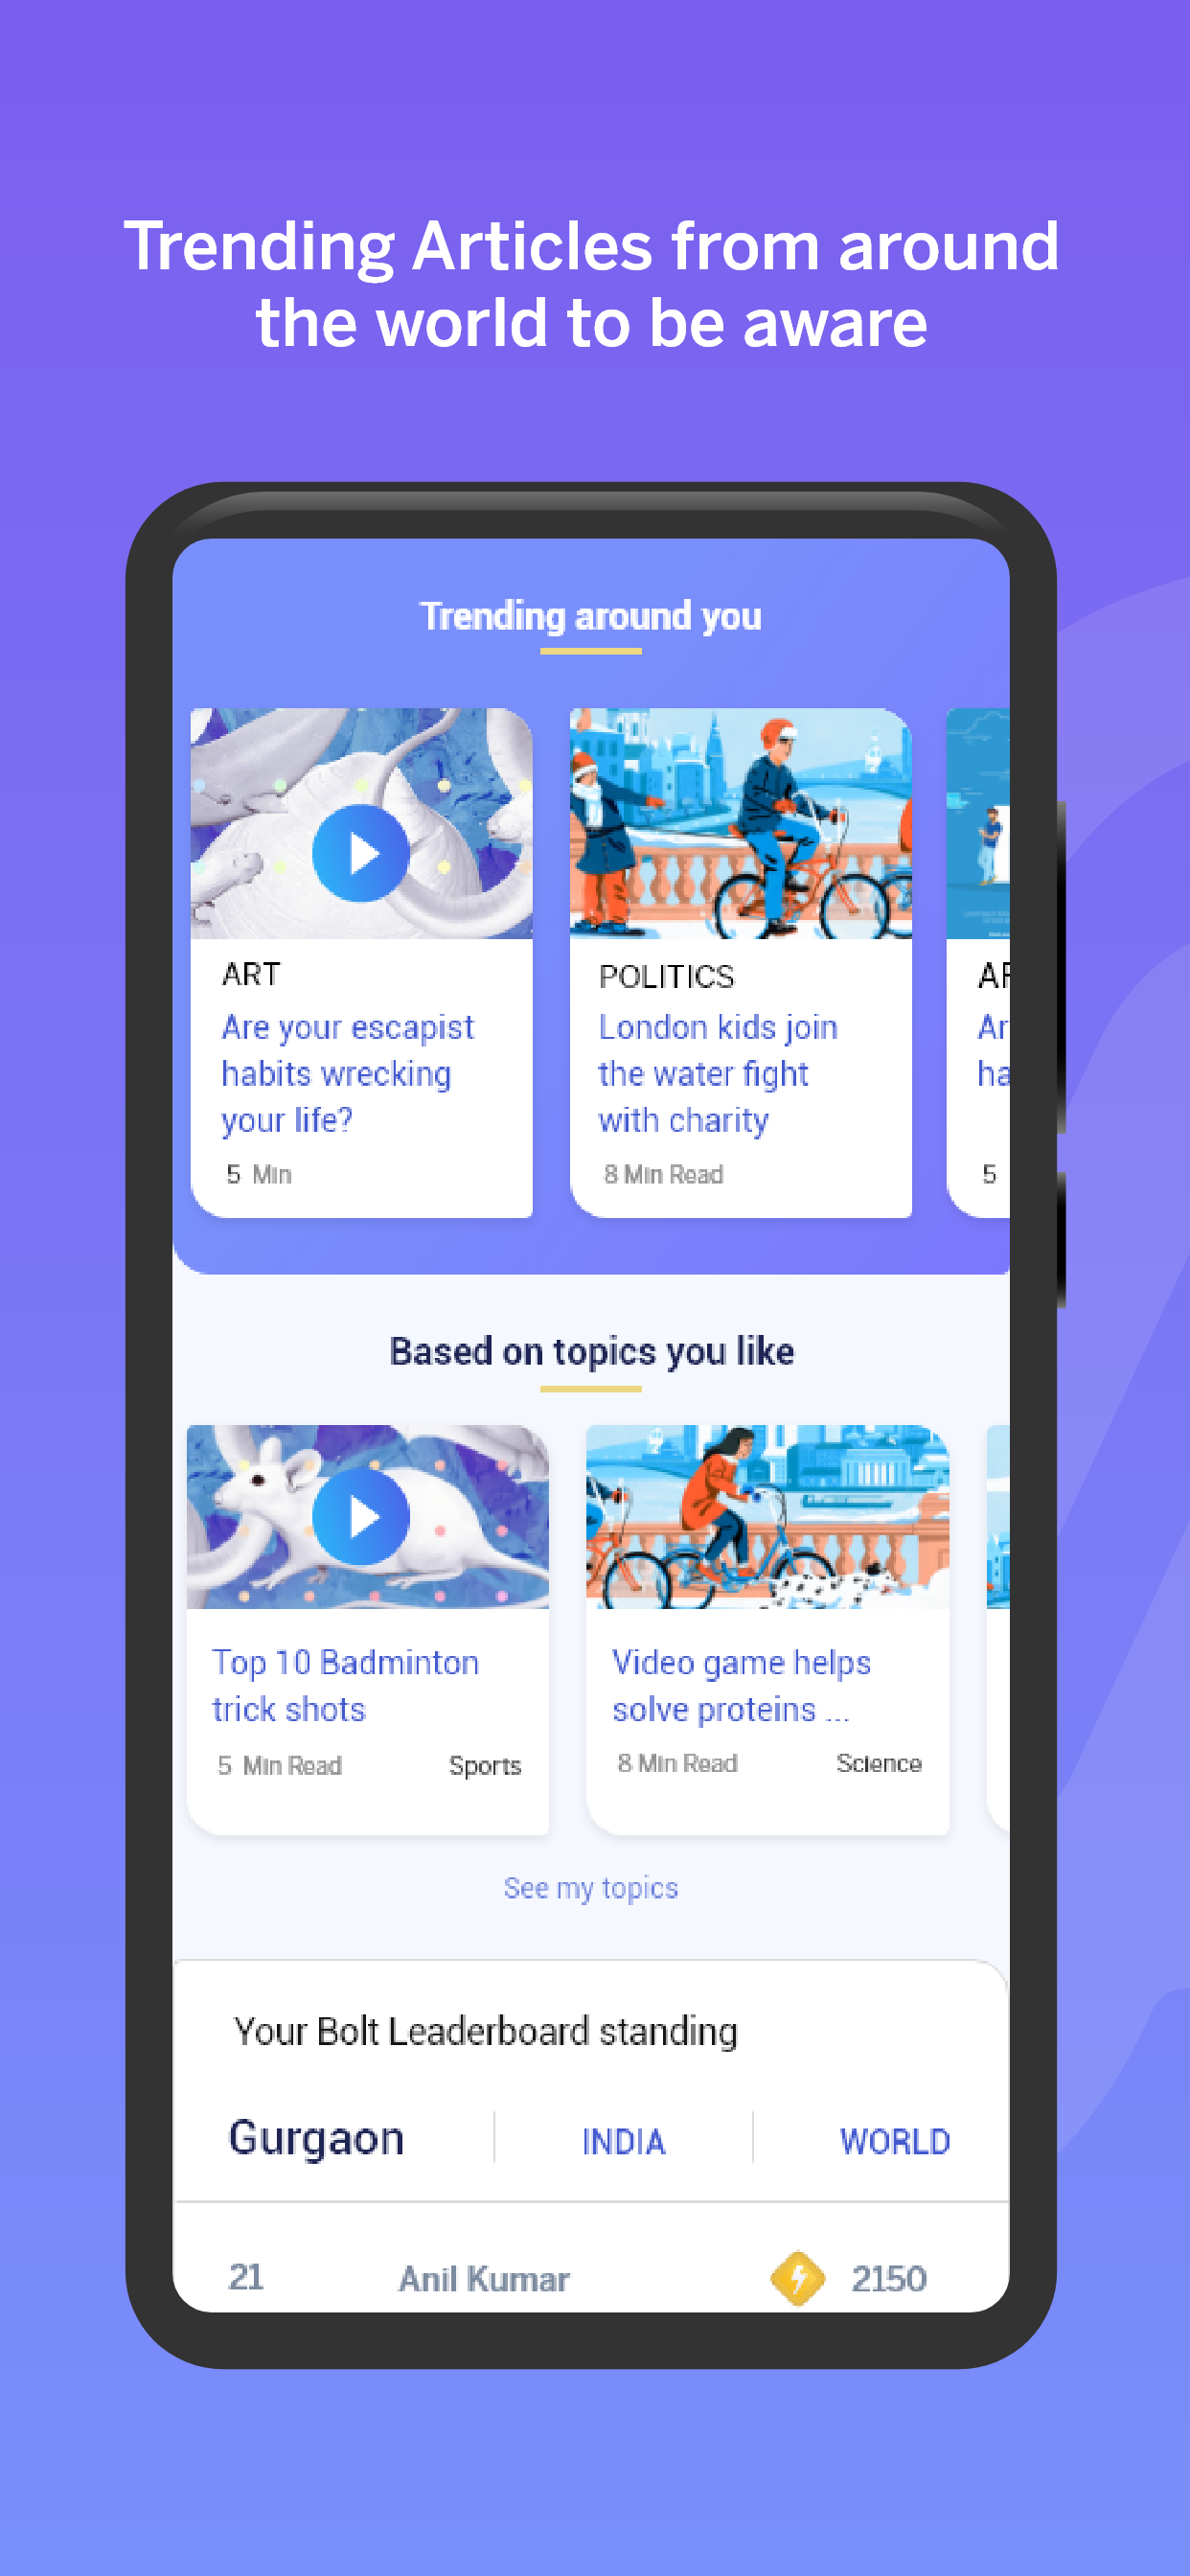 Trending Articles from around
the world to be aware
Trending around you
ART
Are your escapist
habits wrecking
your life?
5 Min
POLITICS
London kids join
the water fight
with charity
8 Min Read
Ar
ha
5
Based on topics you like
Top 10 Badminton
trick shots
5 Min Read Sports
Video game helps
solve proteins ...
8 Min Read Science
See my topics
Your Bolt Leaderboard standing
Gurgaon INDIA WORLD
21 Anil Kumar 2150